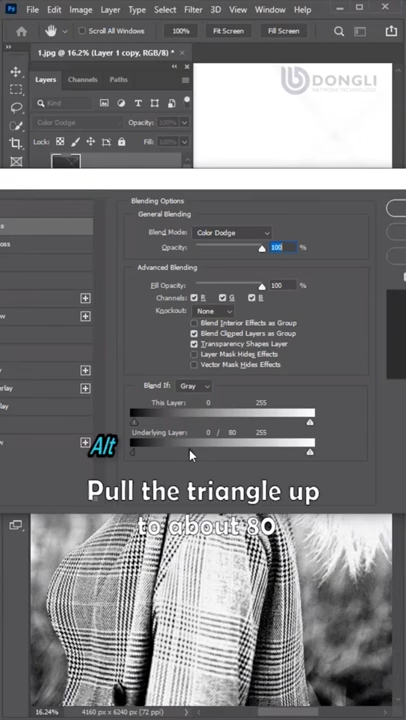 Ps File Edit Image Layer Type Select Filter 3D View Window Help
Scroll All Windows 100% Fit Screen Fill Screen
1.jpg @ 16.2% (Layer 1 copy, RGB/8) *
Layers Channels Paths
DONGLI
Kind
Color Dodge Opacity: 100%
Lock: Fill: 100%
Blending Options
General Blending
Blend Mode: Color Dodge
Opacity: 100 %
Advanced Blending
Fill Opacity: 100 %
Channels: R G B
Knockout: None
Blend Interior Effects as Group
Blend Clipped Layers as Group
Transparency Shapes Layer
Layer Mask Hides Effects
Vector Mask Hides Effects
Blend If: Gray
This Layer: 0 255
Underlying Layer: 0 / 80 255
Alt
Pull the triangle up
to about 80
16.24% 4160 px x 6240 px (72 ppi)